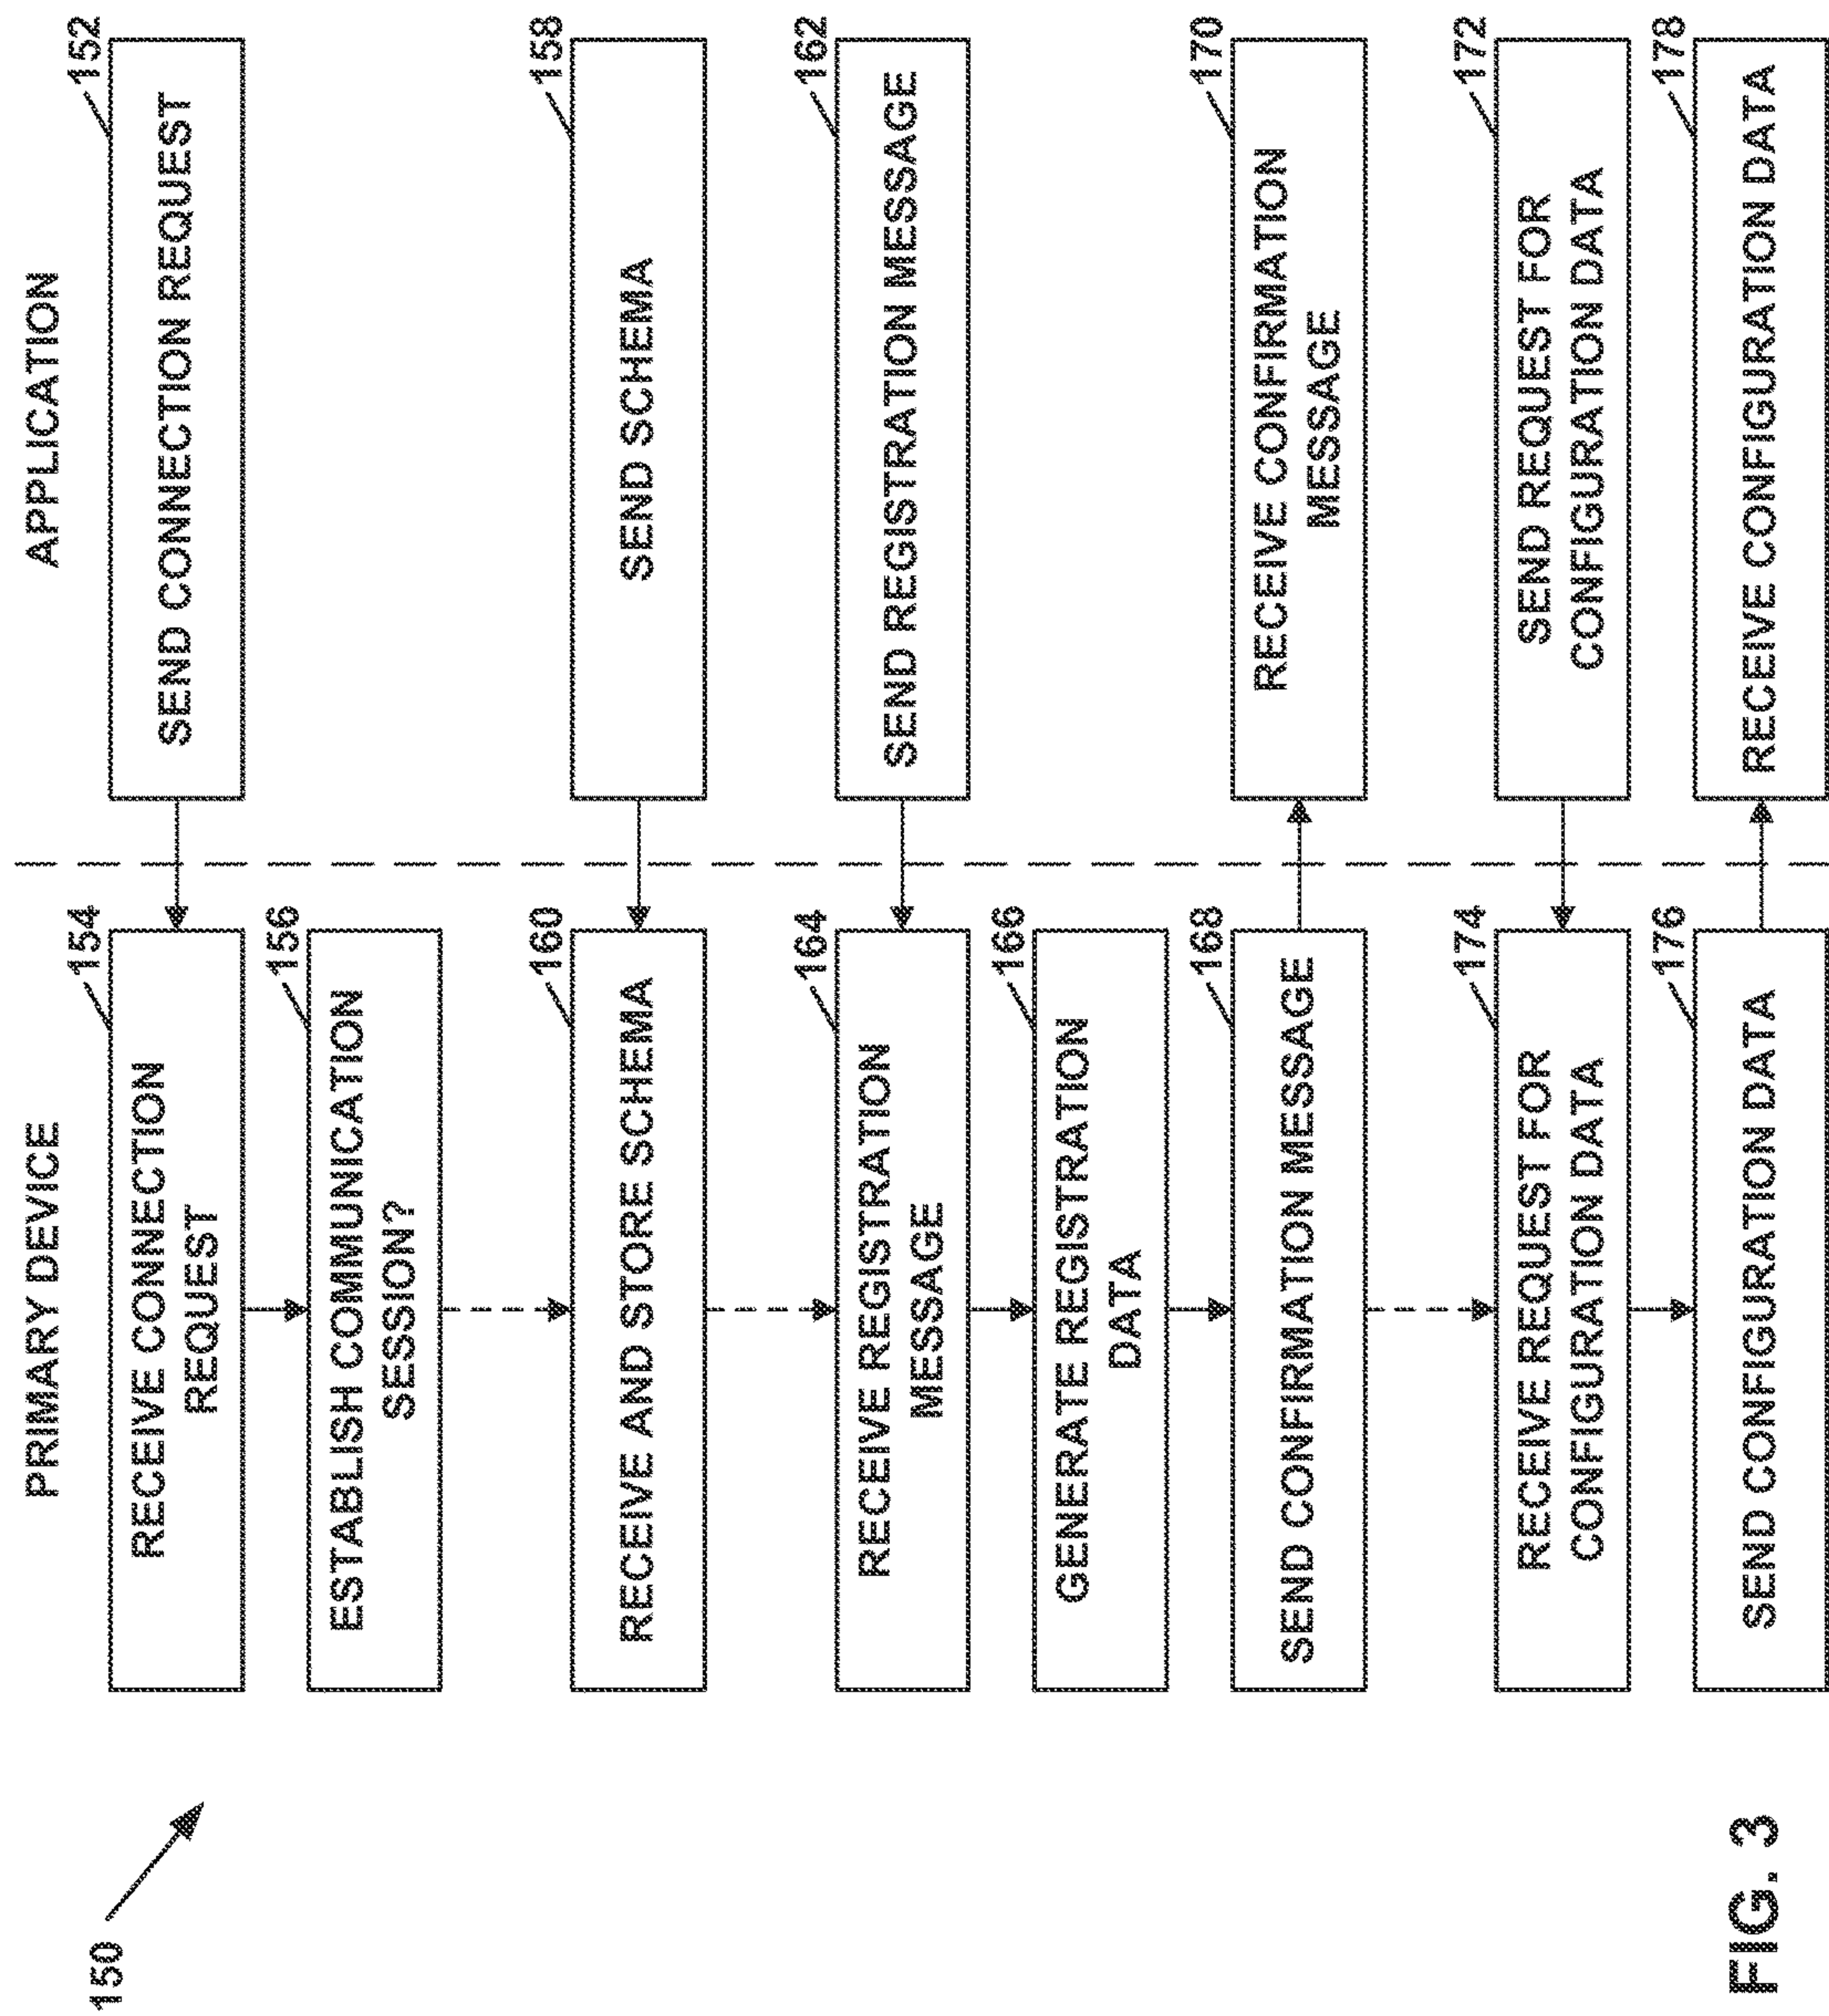 150
PRIMARY DEVICE
APPLICATION
154
RECEIVE CONNECTION
REQUEST
152
SEND CONNECTION REQUEST
156
ESTABLISH COMMUNICATION
SESSION?
160
RECEIVE AND STORE SCHEMA
158
SEND SCHEMA
164
RECEIVE REGISTRATION
MESSAGE
162
SEND REGISTRATION MESSAGE
166
GENERATE REGISTRATION
DATA
168
SEND CONFIRMATION MESSAGE
170
RECEIVE CONFIRMATION
MESSAGE
174
RECEIVE REQUEST FOR
CONFIGURATION DATA
172
SEND REQUEST FOR
CONFIGURATION DATA
176
SEND CONFIGURATION DATA
178
RECEIVE CONFIGURATION DATA
FIG. 3